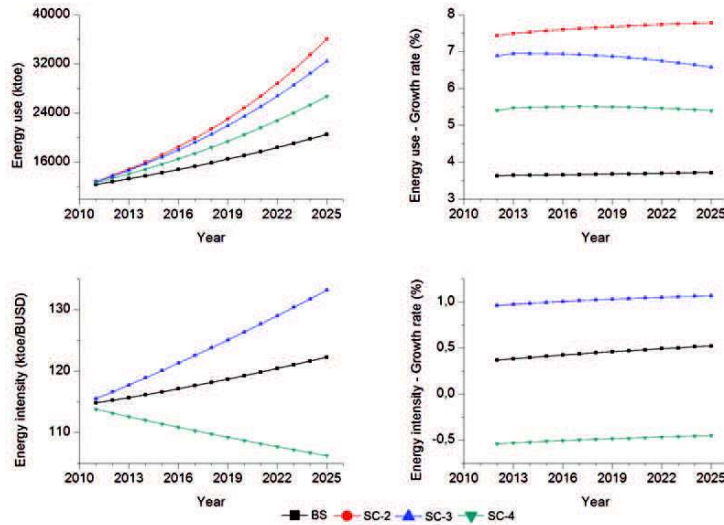 40000
32000
24000
16000
Energy use (ktoe)
2010 2013 2016 2019 2022 2025
Year
8
7
6
5
4
3
Energy use - Growth rate (%)
2010 2013 2016 2019 2022 2025
Year
130
120
110
Energy intensity (ktoe/BUSD)
2010 2013 2016 2019 2022 2025
Year
1,0
0,5
0,0
-0,5
Energy intensity - Growth rate (%)
2010 2013 2016 2019 2022 2025
Year
BS SC-2 SC-3 SC-4